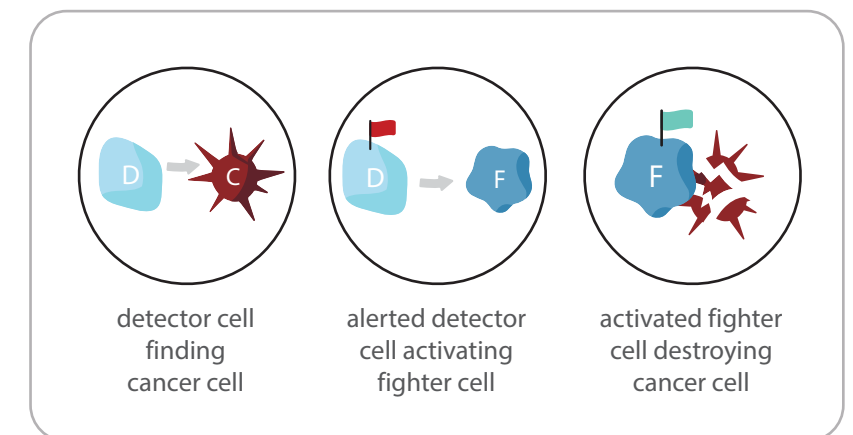 D
C
D
F
F
detector cell
finding
cancer cell
alerted detector
cell activating
fighter cell
activated fighter
cell destroying
cancer cell